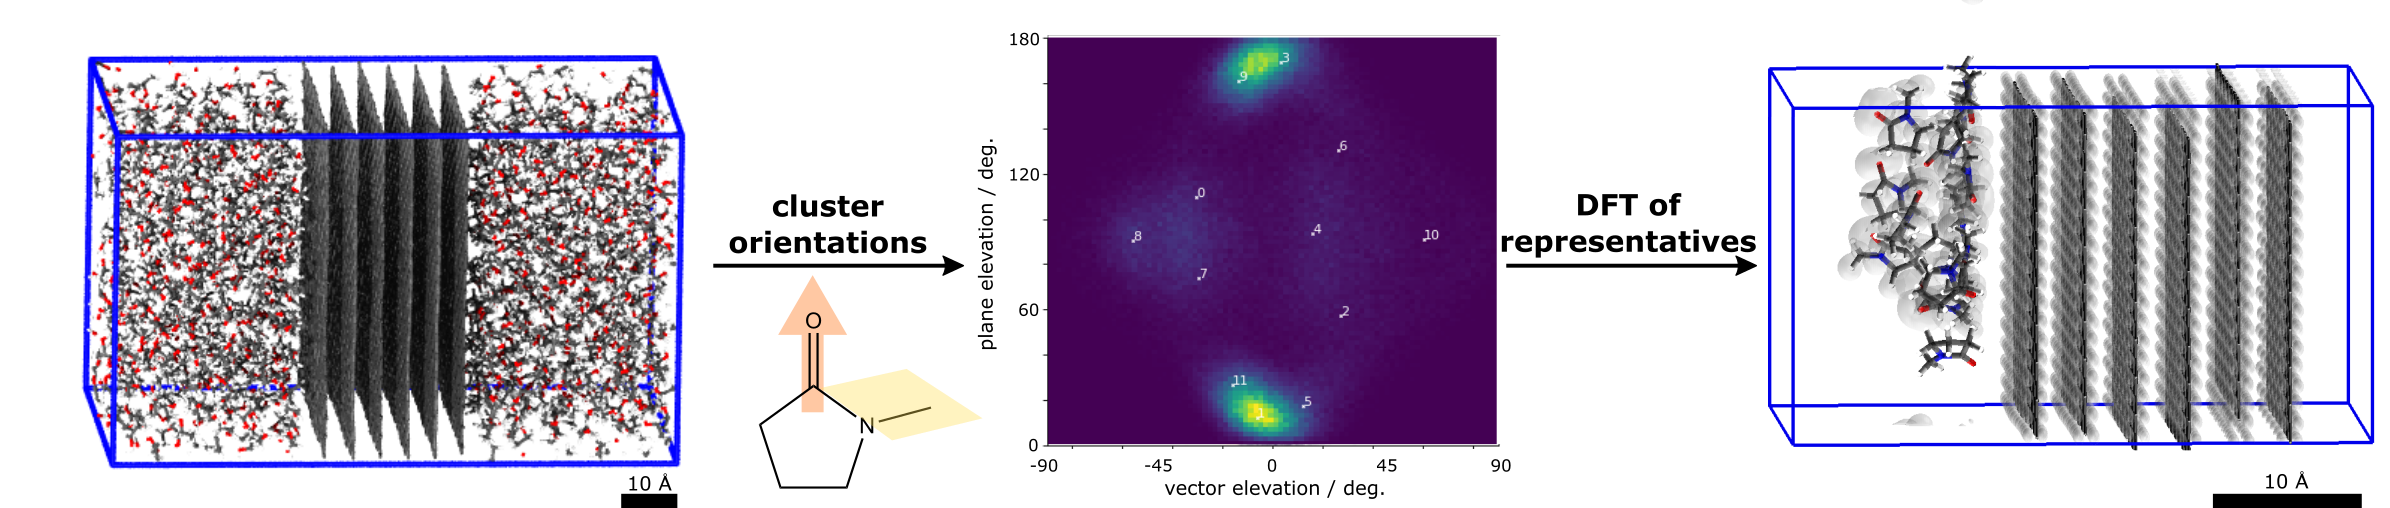 10 Å
cluster
orientations
O
N
plane elevation / deg.
180
120
60
0
3
9
6
0
4
8
10
7
2
11
5
1
-90 -45 0 45 90
vector elevation / deg.
DFT of
representatives
10 Å